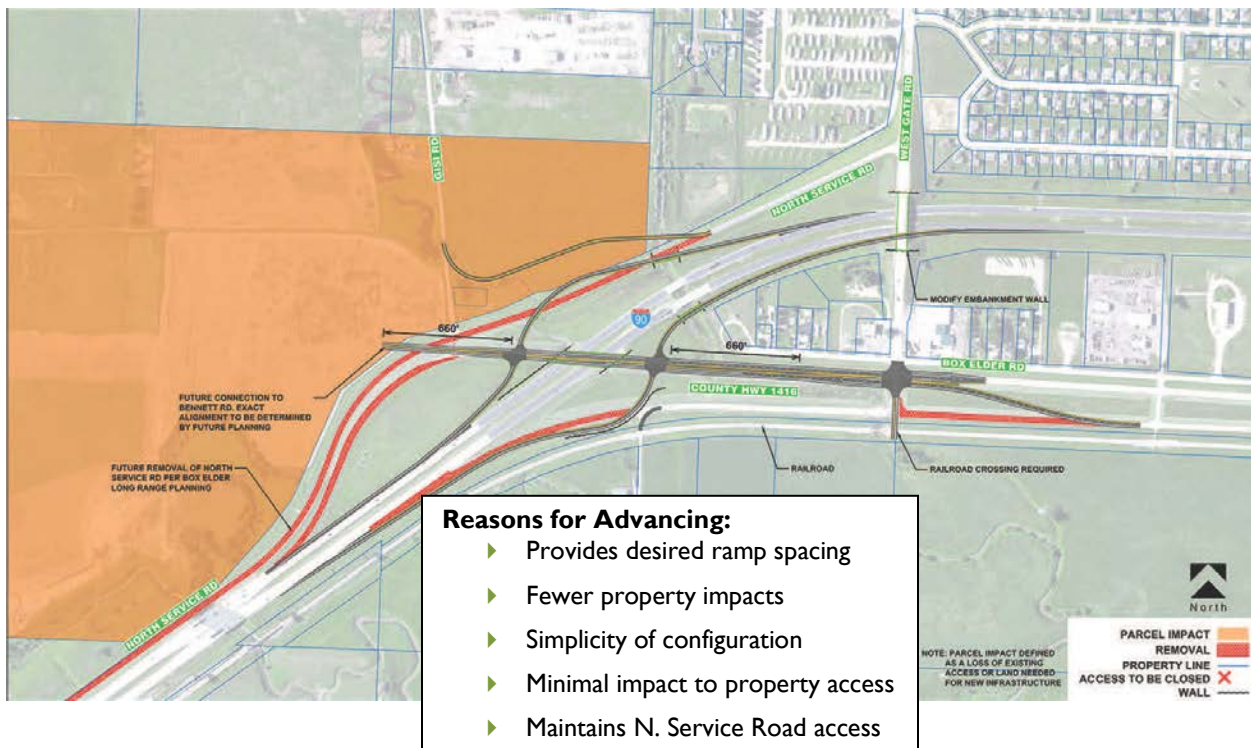 GISI RD
WEST GATE RD
NORTH SERVICE RD
90
MODIFY EMBANKMENT WALL
660'
660'
BOX ELDER RD
COUNTY HWY 1416
FUTURE CONNECTION TO
BENNETT RD. EXACT
ALIGNMENT TO BE DETERMINED
BY FUTURE PLANNING
FUTURE REMOVAL OF NORTH
SERVICE RD PER BOX ELDER
LONG RANGE PLANNING
RAILROAD
RAILROAD CROSSING REQUIRED
NORTH SERVICE RD
Reasons for Advancing:
Provides desired ramp spacing
Fewer property impacts
Simplicity of configuration
Minimal impact to property access
Maintains N. Service Road access
North
NOTE: PARCEL IMPACT DEFINED
AS A LOSS OF EXISTING
ACCESS OR LAND NEEDED
FOR NEW INFRASTRUCTURE
PARCEL IMPACT
REMOVAL
PROPERTY LINE
ACCESS TO BE CLOSED
WALL